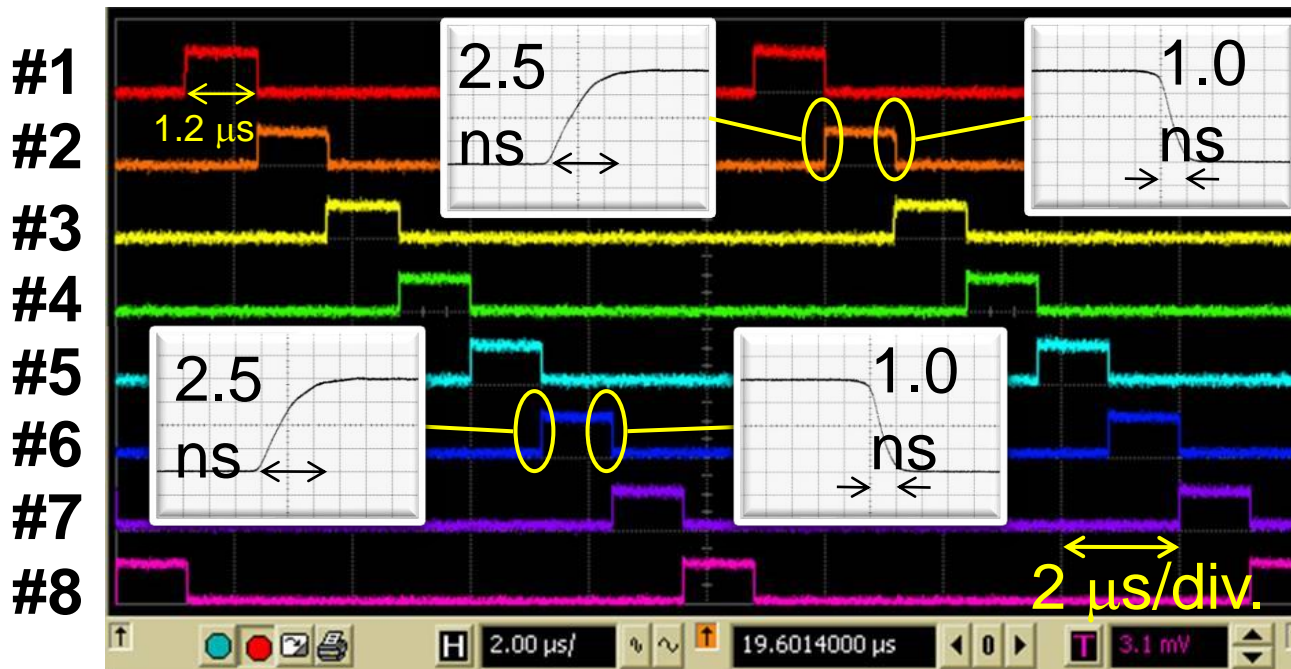 #1
#2
#3
#4
#5
#6
#7
#8
1.2 μs
2.5
ns
1.0
ns
2.5
ns
1.0
ns
2 μs/div.
H
2.00 μs/
19.6014000 μs
0
T
3.1 mV